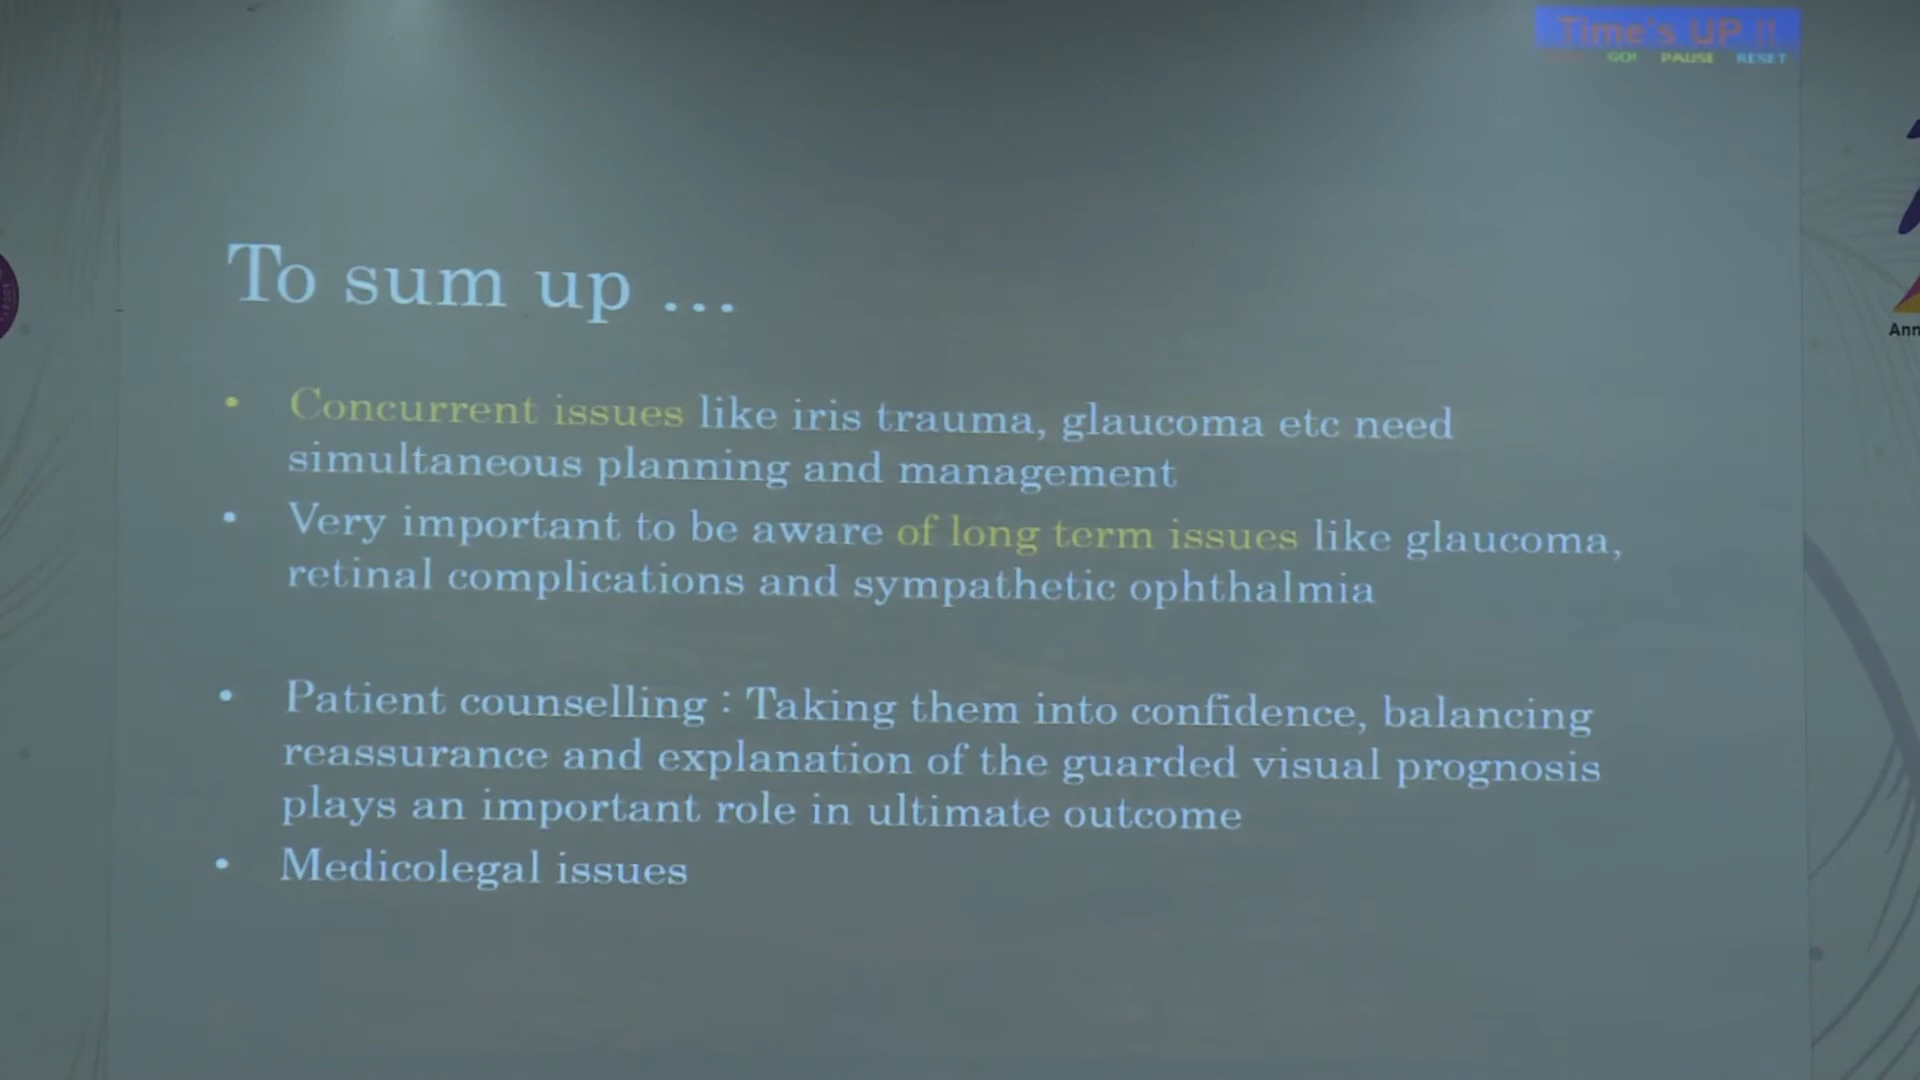 Time's UP !!
GO! PAUSE RESET
To sum up ...
• Concurrent issues like iris trauma, glaucoma etc need
simultaneous planning and management
• Very important to be aware of long term issues like glaucoma,
retinal complications and sympathetic ophthalmia
• Patient counselling : Taking them into confidence, balancing
reassurance and explanation of the guarded visual prognosis
plays an important role in ultimate outcome
• Medicolegal issues
Ann